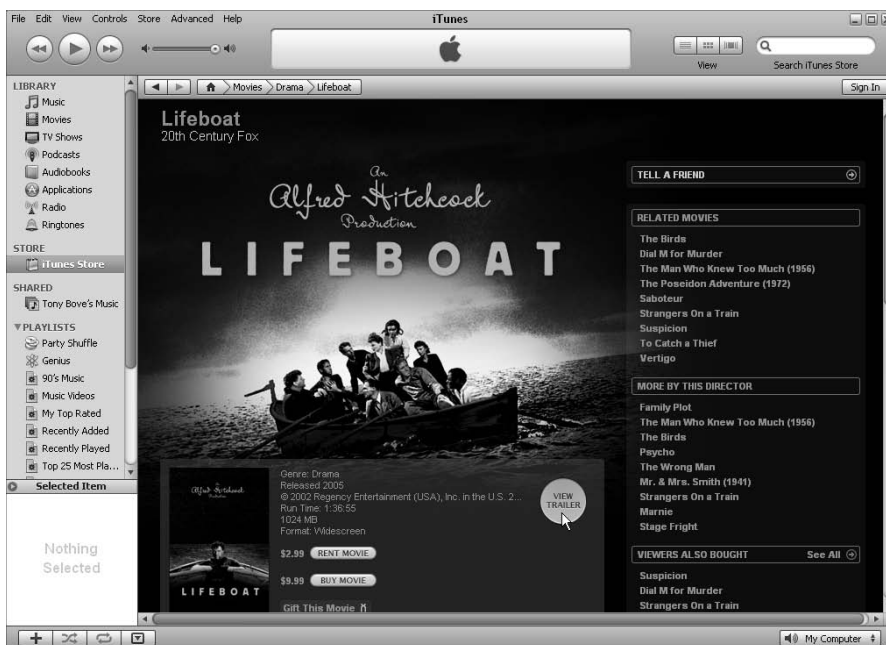 File Edit View Controls Store Advanced Help
iTunes
View
Search iTunes Store
LIBRARY
Music
Movies
TV Shows
Podcasts
Audiobooks
Applications
Radio
Ringtones
STORE
iTunes Store
SHARED
Tony Bove's Music
PLAYLISTS
Party Shuffle
Genius
90's Music
Music Videos
My Top Rated
Recently Added
Recently Played
Top 25 Most Pla...
Selected Item
Nothing
Selected
Movies Drama Lifeboat
Sign In
Lifeboat
20th Century Fox
An
Alfred Hitchcock
Production
LIFEBOAT
Genre: Drama
Released 2005
© 2002 Regency Entertainment (USA), Inc. in the U.S. 2...
Run Time: 1:36:55
1024 MB
Format: Widescreen
VIEW
TRAILER
$2.99 RENT MOVIE
$9.99 BUY MOVIE
Gift This Movie
Alfred Hitchcock
LIFEBOAT
TELL A FRIEND
RELATED MOVIES
The Birds
Dial M for Murder
The Man Who Knew Too Much (1956)
The Poseidon Adventure (1972)
Saboteur
Strangers On a Train
Suspicion
To Catch a Thief
Vertigo
MORE BY THIS DIRECTOR
Family Plot
The Man Who Knew Too Much (1956)
The Birds
Psycho
The Wrong Man
Mr. & Mrs. Smith (1941)
Strangers On a Train
Marnie
Stage Fright
VIEWERS ALSO BOUGHT See All
Suspicion
Dial M for Murder
Strangers On a Train
My Computer